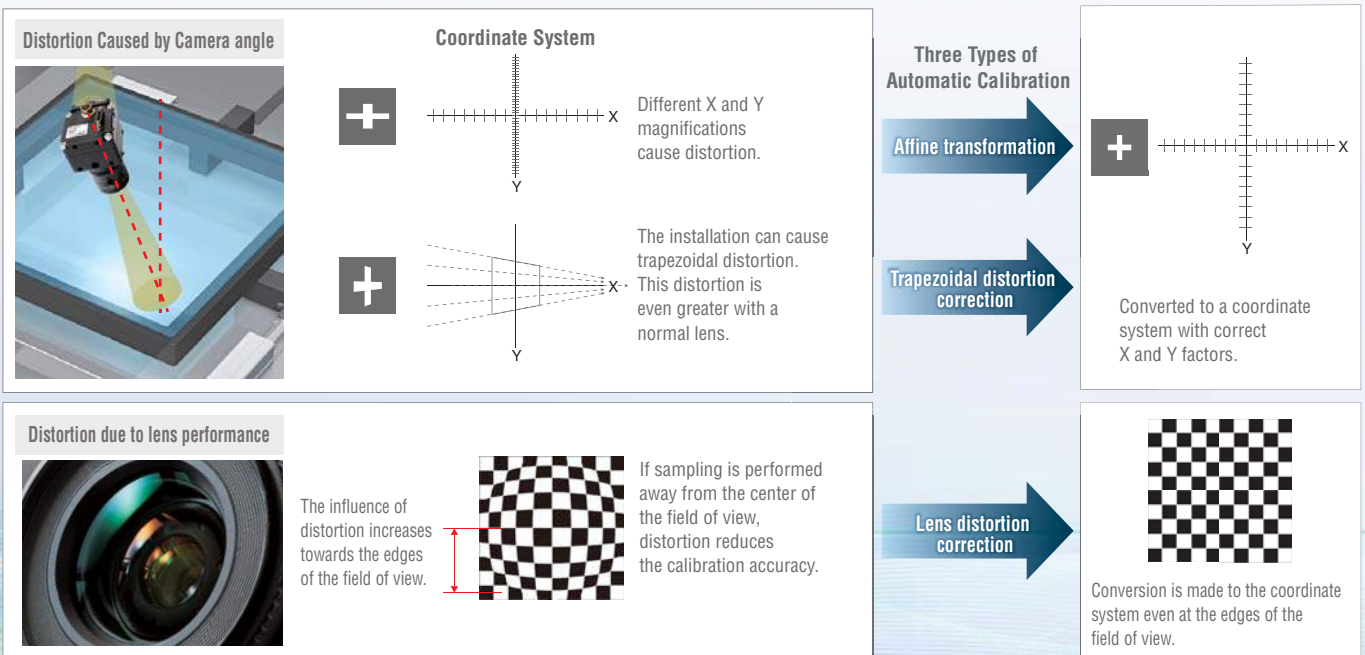 Distortion Caused by Camera angle
Coordinate System
X
Y
Different X and Y
magnifications
cause distortion.
X
Y
The installation can cause
trapezoidal distortion.
This distortion is
even greater with a
normal lens.
Three Types of
Automatic Calibration
Affine transformation
Trapezoidal distortion
correction
X
Y
Converted to a coordinate
system with correct
X and Y factors.
Distortion due to lens performance
The influence of
distortion increases
towards the edges
of the field of view.
If sampling is performed
away from the center of
the field of view,
distortion reduces
the calibration accuracy.
Lens distortion
correction
Conversion is made to the coordinate
system even at the edges of the
field of view.